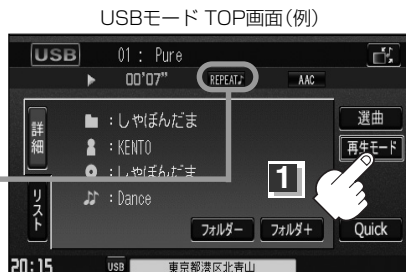 USBモード TOP画面（例）
USB 01： Pure
▶ 00'07" REPEAT♪ AAC
詳細
：しゃぼんだま
：KENTO
：しゃぼんだま
：Dance
リスト
選曲
再生モード
1
フォルダー フォルダ＋ Quick
20:15 USB 東京都港区北青山